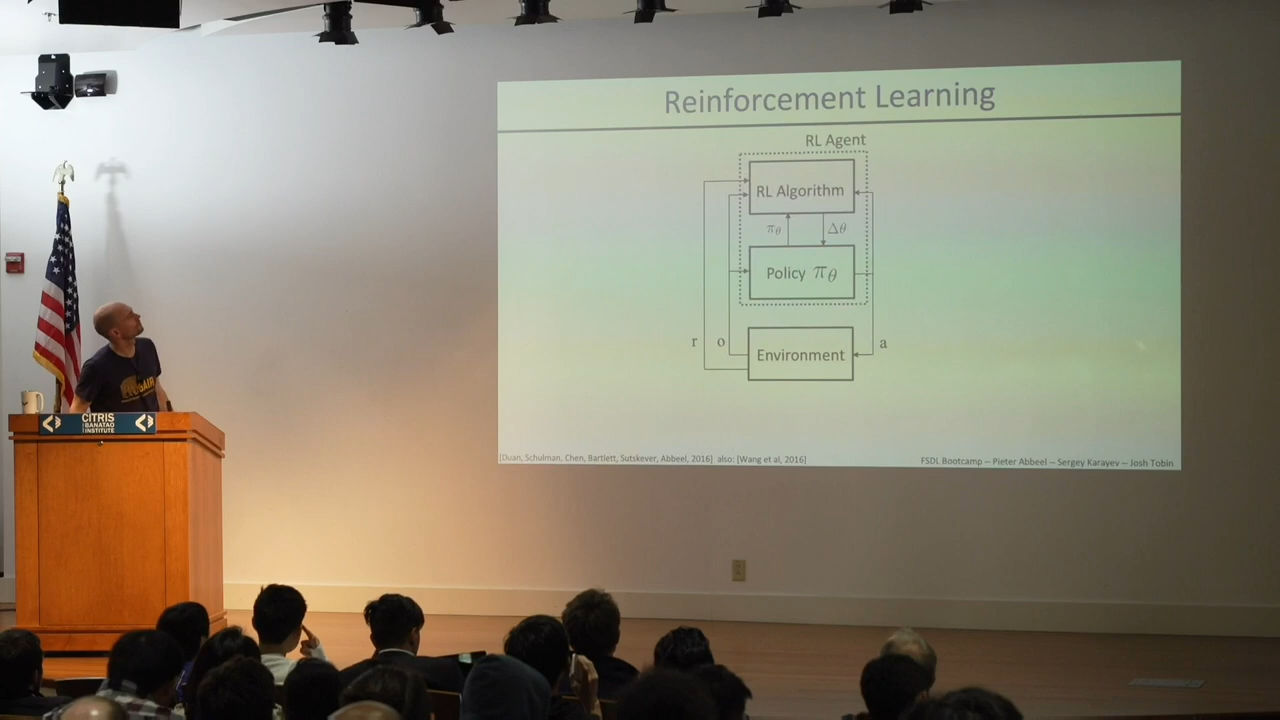 Reinforcement Learning
RL Agent
RL Algorithm
πθ
Δθ
Policy πθ
r
o
a
Environment
[Duan, Schulman, Chen, Bartlett, Sutskever, Abbeel, 2016] also: [Wang et al, 2016]
FSDL Bootcamp – Pieter Abbeel – Sergey Karayev – Josh Tobin
CITRIS
BANATAO
INSTITUTE